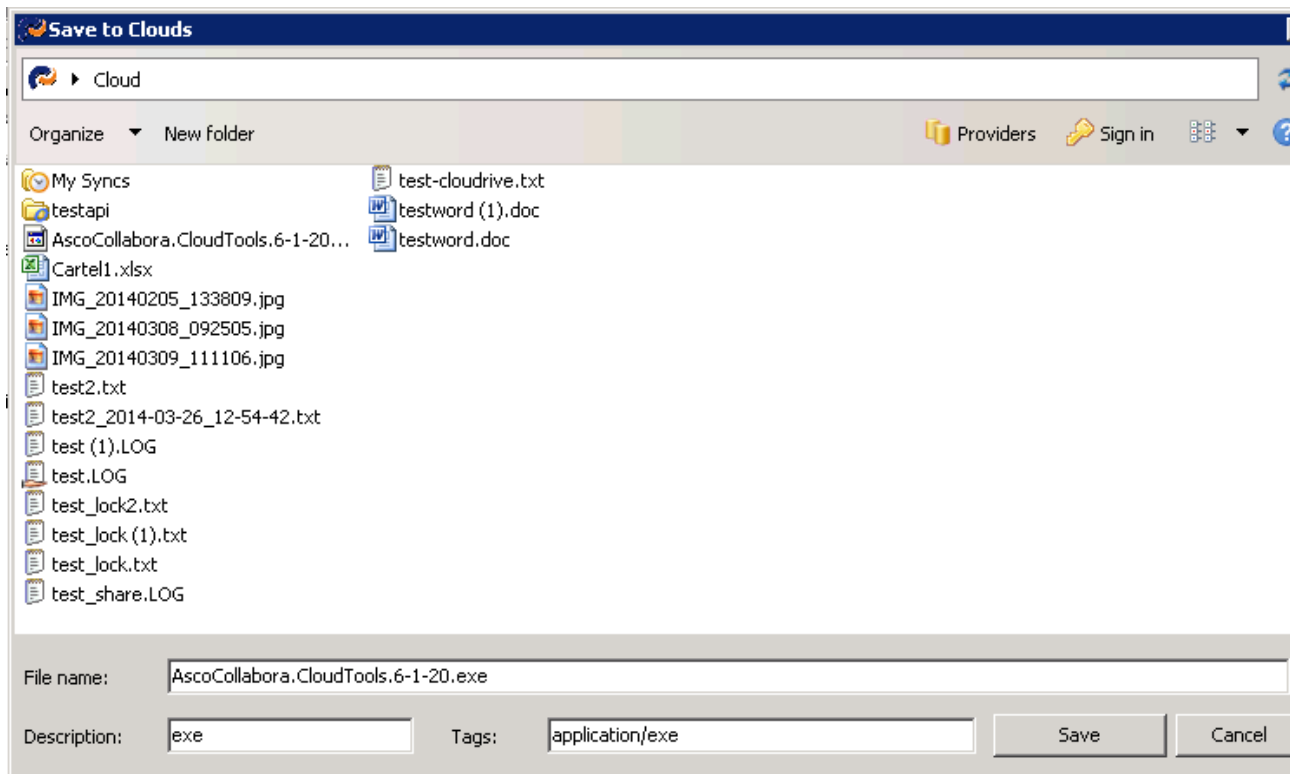 Save to Clouds
Cloud
Organize New folder Providers Sign in
My Syncs
testapi
AscoCollabora.CloudTools.6-1-20...
Cartel1.xlsx
IMG_20140205_133809.jpg
IMG_20140308_092505.jpg
IMG_20140309_111106.jpg
test2.txt
test2_2014-03-26_12-54-42.txt
test (1).LOG
test.LOG
test_lock2.txt
test_lock (1).txt
test_lock.txt
test_share.LOG
test-cloudrive.txt
testword (1).doc
testword.doc
File name: AscoCollabora.CloudTools.6-1-20.exe
Description: exe Tags: application/exe Save Cancel